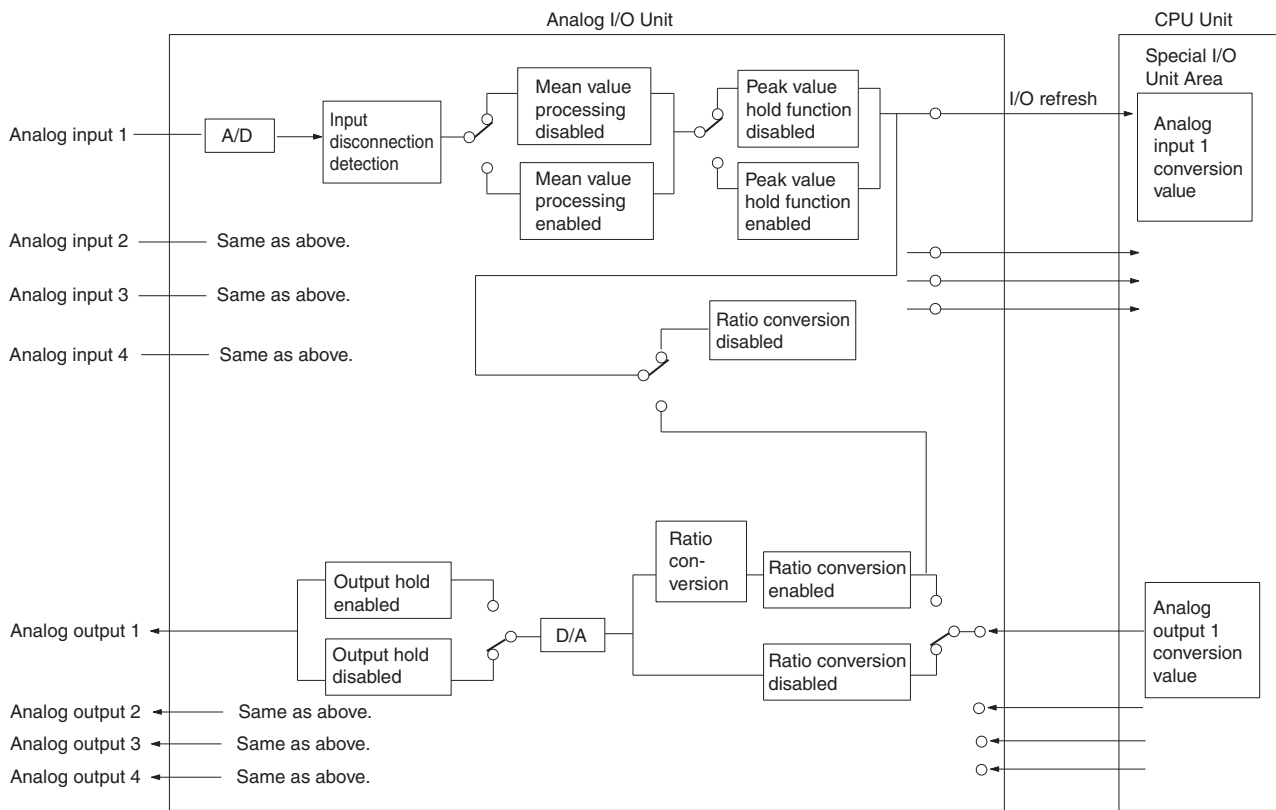 Analog I/O Unit
CPU Unit
Special I/O
Unit Area
I/O refresh
Analog input 1
A/D
Input
disconnection
detection
Mean value
processing
disabled
Mean value
processing
enabled
Peak value
hold function
disabled
Peak value
hold function
enabled
Analog
input 1
conversion
value
Analog input 2
Same as above.
Analog input 3
Same as above.
Analog input 4
Same as above.
Ratio conversion
disabled
Ratio
con-
version
Ratio conversion
enabled
Ratio conversion
disabled
Output hold
enabled
Output hold
disabled
D/A
Analog output 1
Analog
output 1
conversion
value
Analog output 2
Same as above.
Analog output 3
Same as above.
Analog output 4
Same as above.